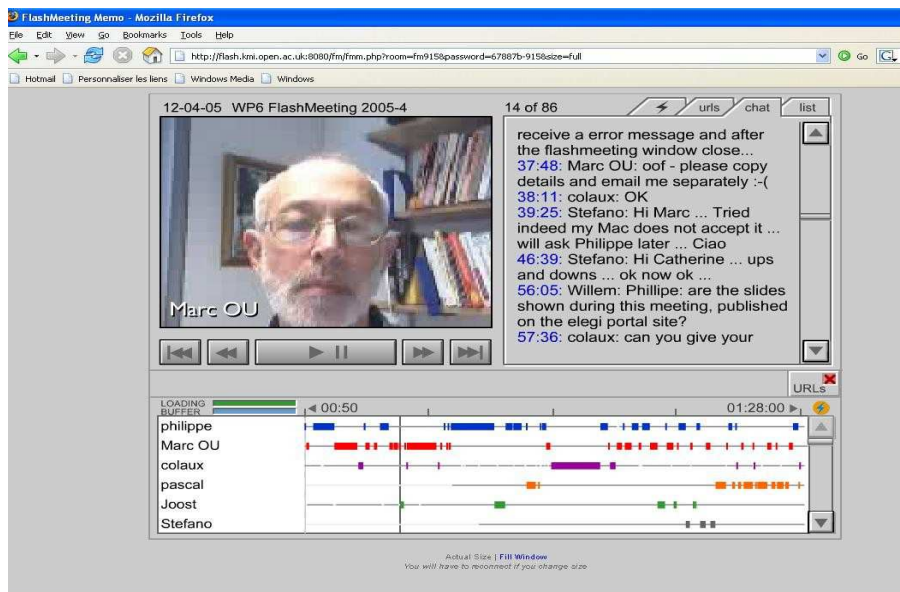 FlashMeeting Memo - Mozilla Firefox
File Edit View Go Bookmarks Tools Help
http://flash.kmi.open.ac.uk:8080/fm/fmm.php?room=fm915&password=67887b-915&size=full
Go
Hotmail Personnaliser les liens Windows Media Windows
12-04-05 WP6 FlashMeeting 2005-4
14 of 86
urls chat list
receive a error message and after
the flashmeeting window close...
37:48: Marc OU: oof - please copy
details and email me separately :-(
38:11: colaux: OK
39:25: Stefano: Hi Marc ... Tried
indeed my Mac does not accept it ...
will ask Philippe later ... Ciao
46:39: Stefano: Hi Catherine ... ups
and downs ... ok now ok ...
56:05: Willem: Phillipe: are the slides
shown during this meeting, published
on the elegi portal site?
57:36: colaux: can you give your
Marc OU
URLs
LOADING
BUFFER
00:50
01:28:00
philippe
Marc OU
colaux
pascal
Joost
Stefano
Actual Size | Fill Window
You will have to reconnect if you change size